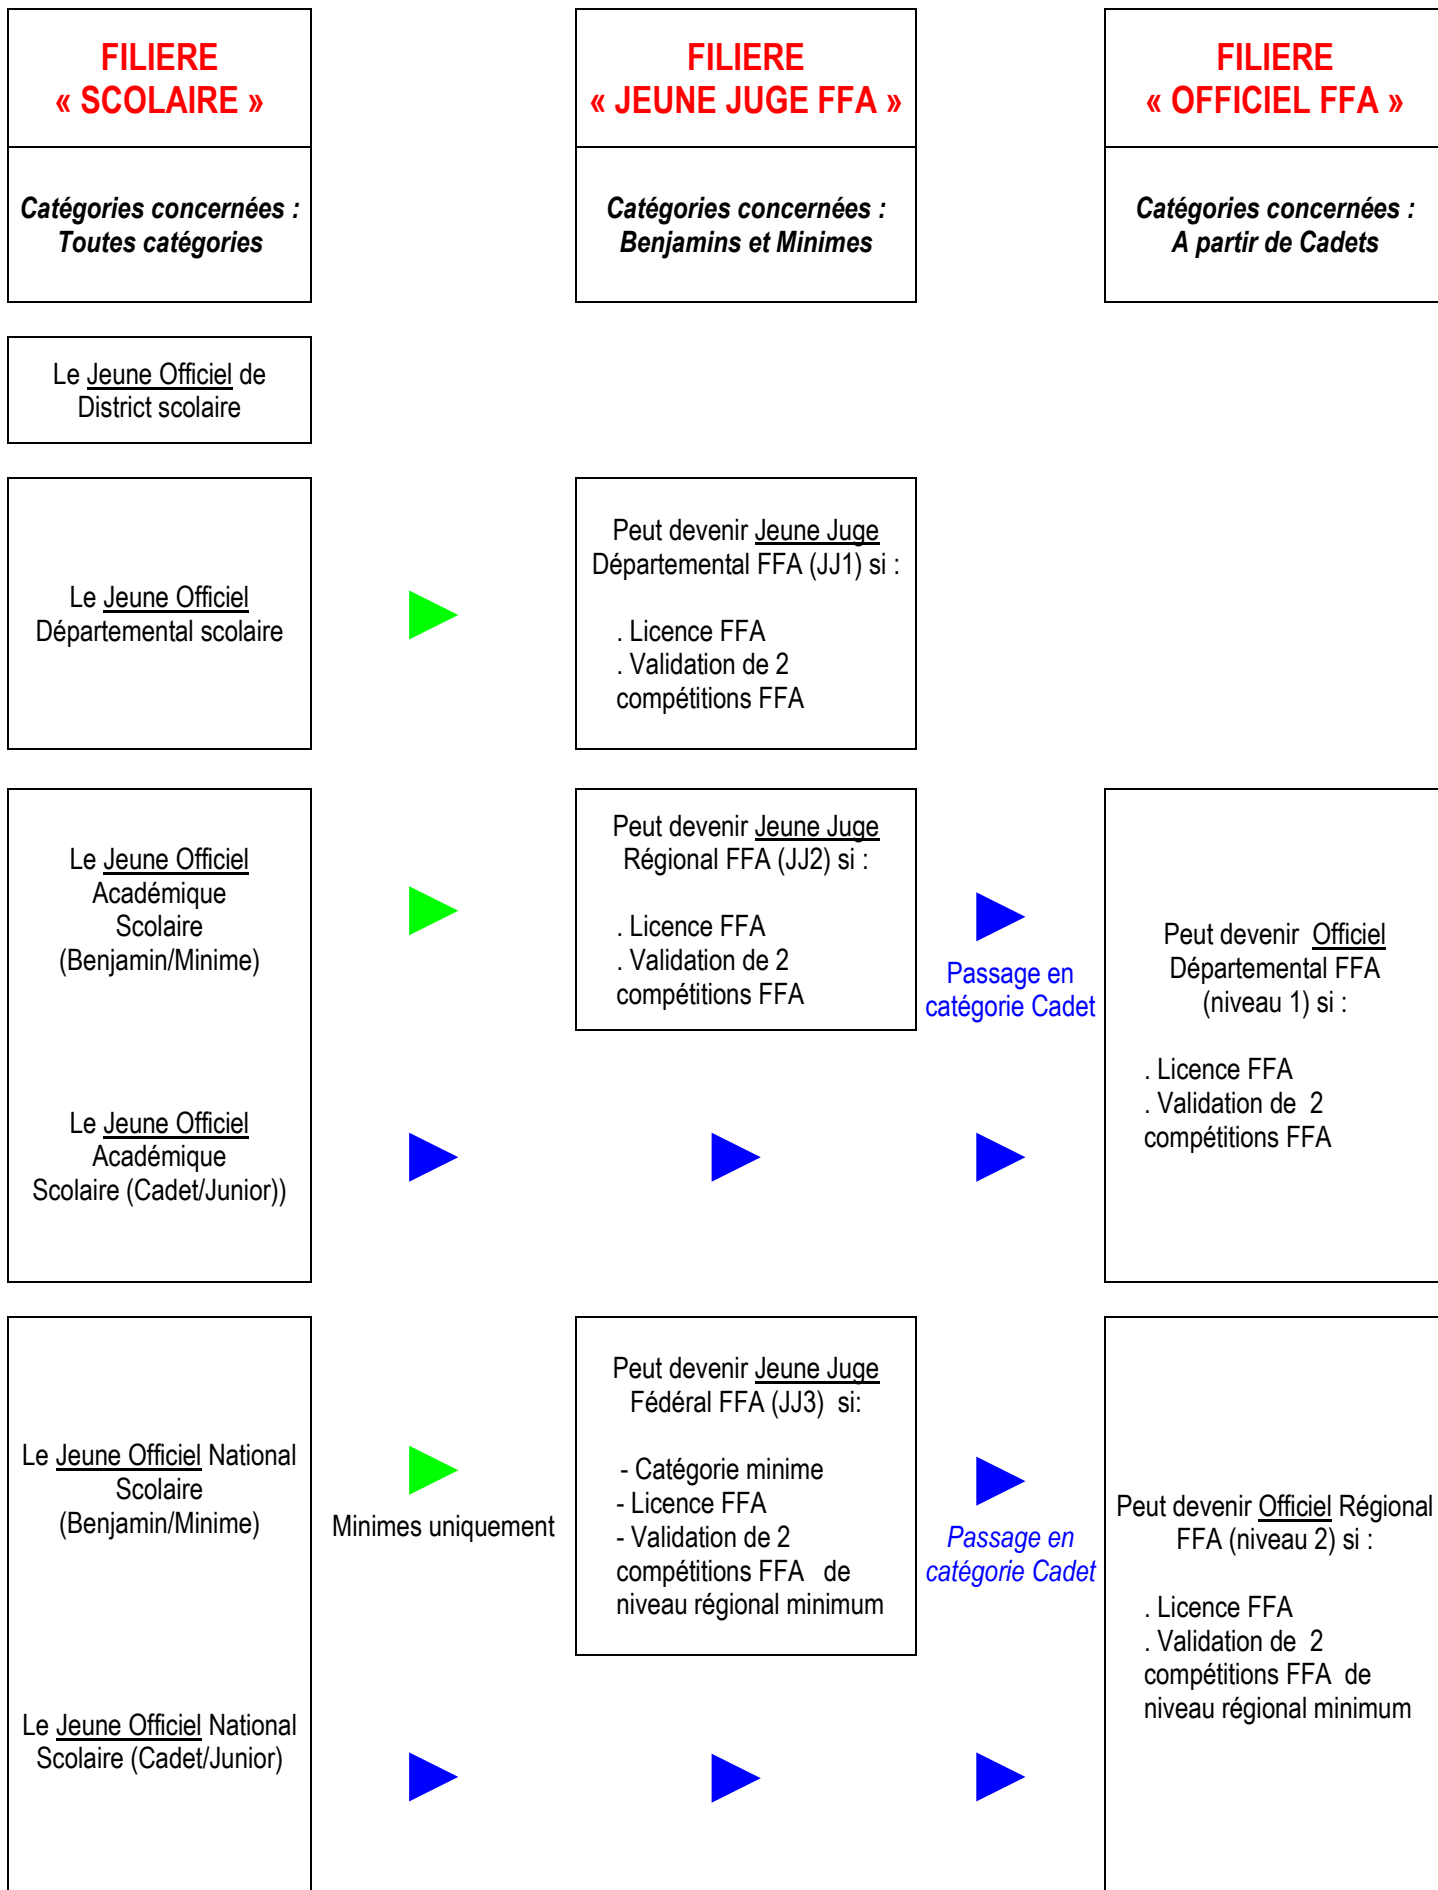 FILIERE
« SCOLAIRE »
FILIERE
« JEUNE JUGE FFA »
FILIERE
« OFFICIEL FFA »
Catégories concernées :
Toutes catégories
Catégories concernées :
Benjamins et Minimes
Catégories concernées :
A partir de Cadets
Le Jeune Officiel de
District scolaire
Le Jeune Officiel
Départemental scolaire
Peut devenir Jeune Juge
Départemental FFA (JJ1) si :
. Licence FFA
. Validation de 2
compétitions FFA
Le Jeune Officiel
Académique
Scolaire
(Benjamin/Minime)
Peut devenir Jeune Juge
Régional FFA (JJ2) si :
. Licence FFA
. Validation de 2
compétitions FFA
Passage en
catégorie Cadet
Peut devenir Officiel
Départemental FFA
(niveau 1) si :
. Licence FFA
. Validation de 2
compétitions FFA
Le Jeune Officiel
Académique
Scolaire (Cadet/Junior))
Le Jeune Officiel National
Scolaire
(Benjamin/Minime)
Minimes uniquement
Peut devenir Jeune Juge
Fédéral FFA (JJ3) si:
- Catégorie minime
- Licence FFA
- Validation de 2
compétitions FFA de
niveau régional minimum
Passage en
catégorie Cadet
Peut devenir Officiel Régional
FFA (niveau 2) si :
. Licence FFA
. Validation de 2
compétitions FFA de
niveau régional minimum
Le Jeune Officiel National
Scolaire (Cadet/Junior)